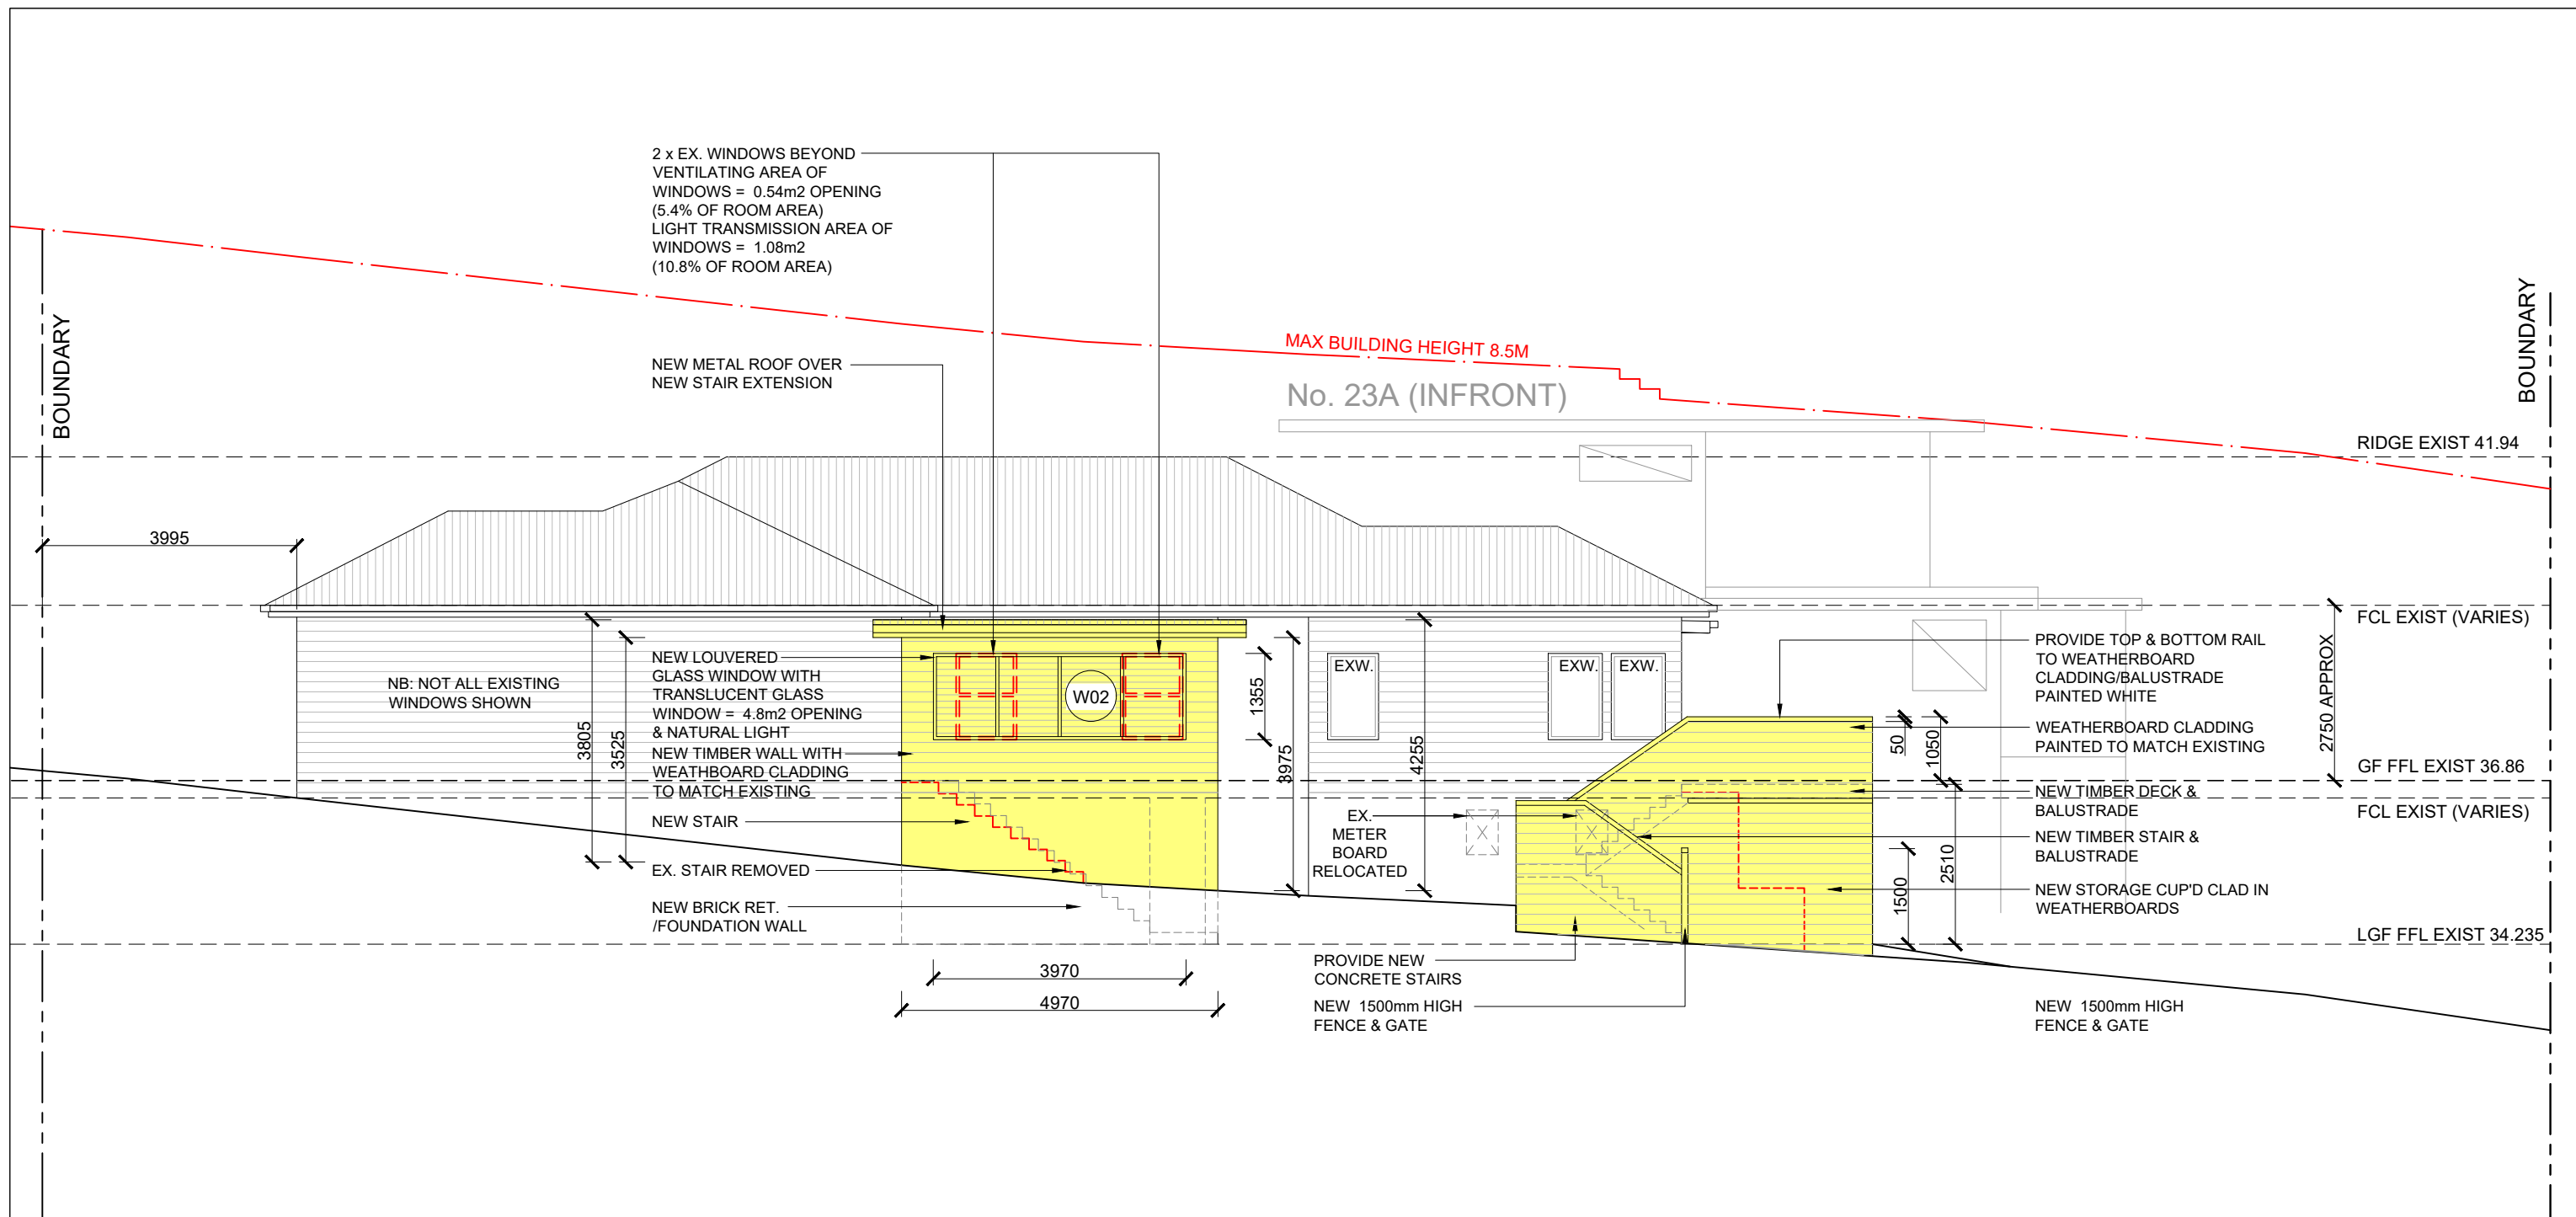 2 x EX. WINDOWS BEYOND
VENTILATING AREA OF
WINDOWS = 0.54m2 OPENING
(5.4% OF ROOM AREA)
LIGHT TRANSMISSION AREA OF
WINDOWS = 1.08m2
(10.8% OF ROOM AREA)
BOUNDARY
BOUNDARY
MAX BUILDING HEIGHT 8.5M
NEW METAL ROOF OVER
NEW STAIR EXTENSION
No. 23A (INFRONT)
RIDGE EXIST 41.94
3995
FCL EXIST (VARIES)
2750 APPROX
NB: NOT ALL EXISTING
WINDOWS SHOWN
3805
3525
NEW LOUVERED
GLASS WINDOW WITH
TRANSLUCENT GLASS
WINDOW = 4.8m2 OPENING
& NATURAL LIGHT
NEW TIMBER WALL WITH
WEATHBOARD CLADDING
TO MATCH EXISTING
NEW STAIR
EX. STAIR REMOVED
NEW BRICK RET.
/FOUNDATION WALL
W02
1355
3975
4255
EXW.
EXW.
EXW.
EX.
METER
BOARD
RELOCATED
50
1050
1500
2510
PROVIDE TOP & BOTTOM RAIL
TO WEATHERBOARD
CLADDING/BALUSTRADE
PAINTED WHITE
WEATHERBOARD CLADDING
PAINTED TO MATCH EXISTING
GF FFL EXIST 36.86
NEW TIMBER DECK &
BALUSTRADE
FCL EXIST (VARIES)
NEW TIMBER STAIR &
BALUSTRADE
NEW STORAGE CUP'D CLAD IN
WEATHERBOARDS
LGF FFL EXIST 34.235
3970
4970
PROVIDE NEW
CONCRETE STAIRS
NEW 1500mm HIGH
FENCE & GATE
NEW 1500mm HIGH
FENCE & GATE